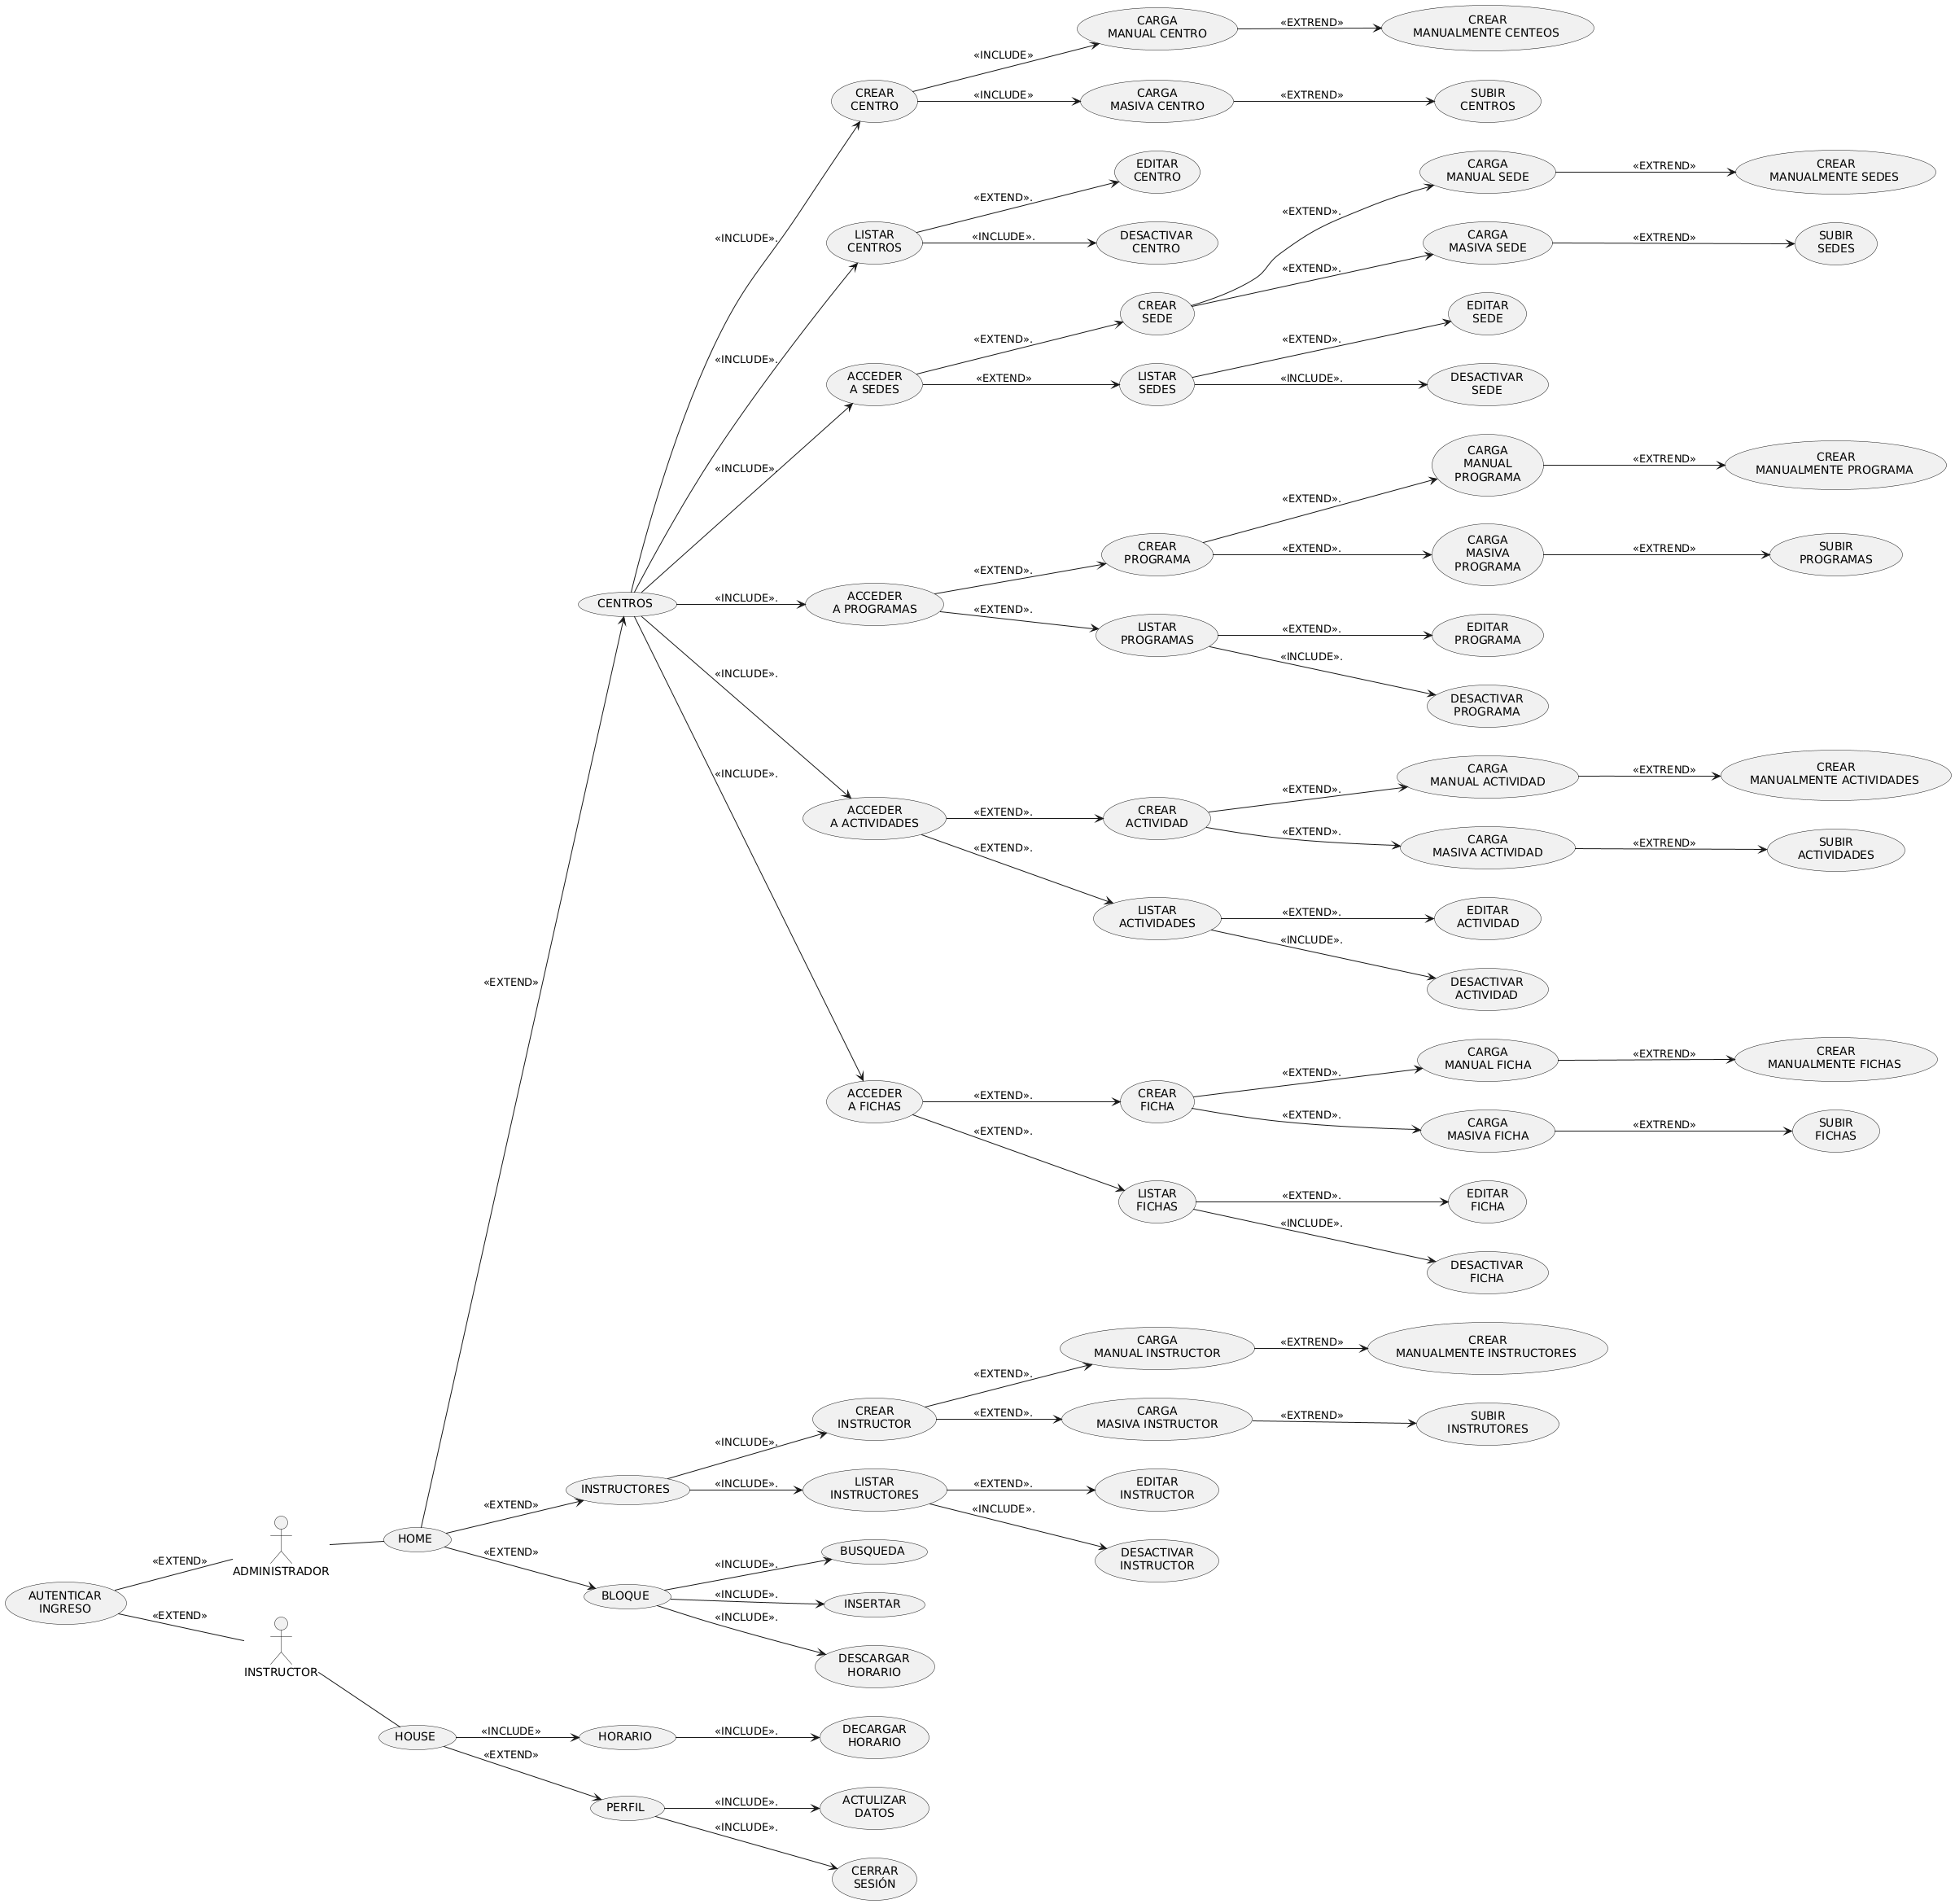 CARGA
MANUAL CENTRO
«EXTREND»
CREAR
MANUALMENTE CENTEOS
«INCLUDE»
CREAR
CENTRO
«INCLUDE»
CARGA
MASIVA CENTRO
«EXTREND»
SUBIR
CENTROS
EDITAR
CENTRO
«EXTEND».
LISTAR
CENTROS
«INCLUDE».
DESACTIVAR
CENTRO
«INCLUDE».
CARGA
MANUAL SEDE
«EXTREND»
CREAR
MANUALMENTE SEDES
«EXTEND».
CARGA
MASIVA SEDE
«EXTREND»
SUBIR
SEDES
«EXTEND».
CREAR
SEDE
«EXTEND».
EDITAR
SEDE
«EXTEND».
«INCLUDE».
ACCEDER
A SEDES
«EXTEND»
LISTAR
SEDES
«INCLUDE».
DESACTIVAR
SEDE
«INCLUDE».
CARGA
MANUAL
PROGRAMA
«EXTREND»
CREAR
MANUALMENTE PROGRAMA
«EXTEND».
CREAR
PROGRAMA
«EXTEND».
«EXTEND».
CARGA
MASIVA
PROGRAMA
«EXTREND»
SUBIR
PROGRAMAS
CENTROS
«INCLUDE».
ACCEDER
A PROGRAMAS
«EXTEND».
LISTAR
PROGRAMAS
«EXTEND».
EDITAR
PROGRAMA
«INCLUDE».
DESACTIVAR
PROGRAMA
«INCLUDE».
«INCLUDE».
CARGA
MANUAL ACTIVIDAD
«EXTREND»
CREAR
MANUALMENTE ACTIVIDADES
«EXTEND».
ACCEDER
A ACTIVIDADES
«EXTEND».
CREAR
ACTIVIDAD
«EXTEND».
CARGA
MASIVA ACTIVIDAD
«EXTREND»
SUBIR
ACTIVIDADES
«EXTEND».
LISTAR
ACTIVIDADES
«EXTEND».
EDITAR
ACTIVIDAD
«INCLUDE».
DESACTIVAR
ACTIVIDAD
«EXTEND»
CARGA
MANUAL FICHA
«EXTREND»
CREAR
MANUALMENTE FICHAS
«EXTEND».
ACCEDER
A FICHAS
«EXTEND».
CREAR
FICHA
«EXTEND».
CARGA
MASIVA FICHA
«EXTREND»
SUBIR
FICHAS
«EXTEND».
LISTAR
FICHAS
«EXTEND».
EDITAR
FICHA
«INCLUDE».
DESACTIVAR
FICHA
CARGA
MANUAL INSTRUCTOR
«EXTREND»
CREAR
MANUALMENTE INSTRUCTORES
«EXTEND».
CREAR
INSTRUCTOR
«EXTEND».
CARGA
MASIVA INSTRUCTOR
«EXTREND»
SUBIR
INSTRUTORES
«INCLUDE».
INSTRUCTORES
«INCLUDE».
LISTAR
INSTRUCTORES
«EXTEND».
EDITAR
INSTRUCTOR
«INCLUDE».
DESACTIVAR
INSTRUCTOR
«EXTEND»
HOME
«EXTEND»
BLOQUE
«INCLUDE».
BUSQUEDA
«INCLUDE».
INSERTAR
«INCLUDE».
DESCARGAR
HORARIO
ADMINISTRADOR
«EXTEND»
AUTENTICAR
INGRESO
«EXTEND»
INSTRUCTOR
HOUSE
«INCLUDE»
HORARIO
«INCLUDE».
DECARGAR
HORARIO
«EXTEND»
PERFIL
«INCLUDE».
ACTULIZAR
DATOS
«INCLUDE».
CERRAR
SESIÓN